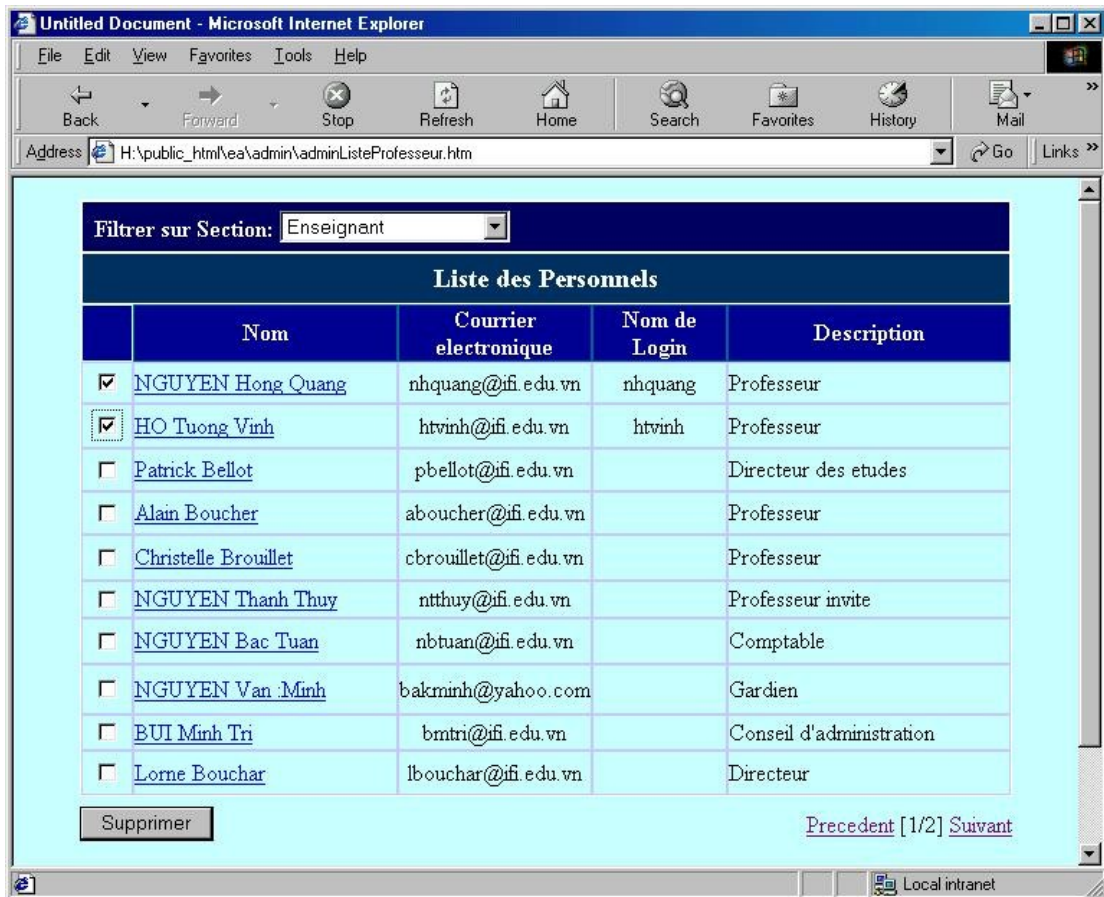 Untitled Document - Microsoft Internet Explorer
File Edit View Favorites Tools Help
Back Forward Stop Refresh Home Search Favorites History Mail »
Address H:\public_html\ea\admin\adminListeProfesseur.htm Go Links »
Filtrer sur Section: Enseignant
Liste des Personnels
Nom Courrier electronique Nom de Login Description
NGUYEN Hong Quang nhquang@ifi.edu.vn nhquang Professeur
HO Tuong Vinh htvinh@ifi.edu.vn htvinh Professeur
Patrick Bellot pbellot@ifi.edu.vn Directeur des etudes
Alain Boucher aboucher@ifi.edu.vn Professeur
Christelle Brouillet cbrouillet@ifi.edu.vn Professeur
NGUYEN Thanh Thuy ntthuy@ifi.edu.vn Professeur invite
NGUYEN Bac Tuan nbtuan@ifi.edu.vn Comptable
NGUYEN Van :Minh bakminh@yahoo.com Gardien
BUI Minh Tri bmtri@ifi.edu.vn Conseil d'administration
Lorne Bouchar lbouchar@ifi.edu.vn Directeur
Supprimer Precedent [1/2] Suivant
Local intranet